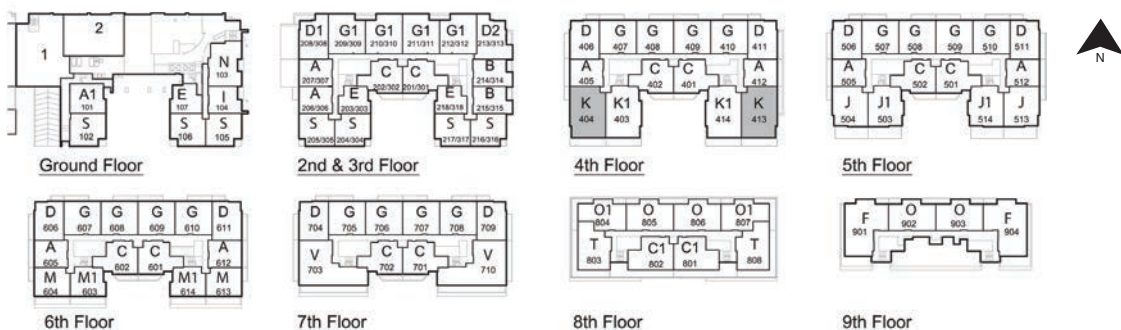 1
2
N
103
A1
101
E
107
I
104
S
102
S
106
S
105
Ground Floor
D1
208/308
G1
209/309
G1
210/310
G1
211/311
G1
212/312
D2
213/313
A
207/307
C
202/302
C
201/301
B
214/314
A
206/306
E
203/303
E
218/318
B
215/315
S
205/305
S
204/304
S
217/317
S
216/316
2nd & 3rd Floor
D
406
G
407
G
408
G
409
G
410
D
411
A
405
C
402
C
401
A
412
K
404
K1
403
K1
414
K
413
4th Floor
D
506
G
507
G
508
G
509
G
510
D
511
A
505
C
502
C
501
A
512
J
504
J1
503
J1
514
J
513
5th Floor
N
D
606
G
607
G
608
G
609
G
610
D
611
A
605
C
602
C
601
A
612
M
604
M1
603
M1
614
M
613
6th Floor
D
704
G
705
G
706
G
707
G
708
D
709
V
703
C
702
C
701
V
710
7th Floor
O1
804
O
805
O
806
O1
807
T
803
C1
802
C1
801
T
808
8th Floor
F
901
O
902
O
903
F
904
9th Floor